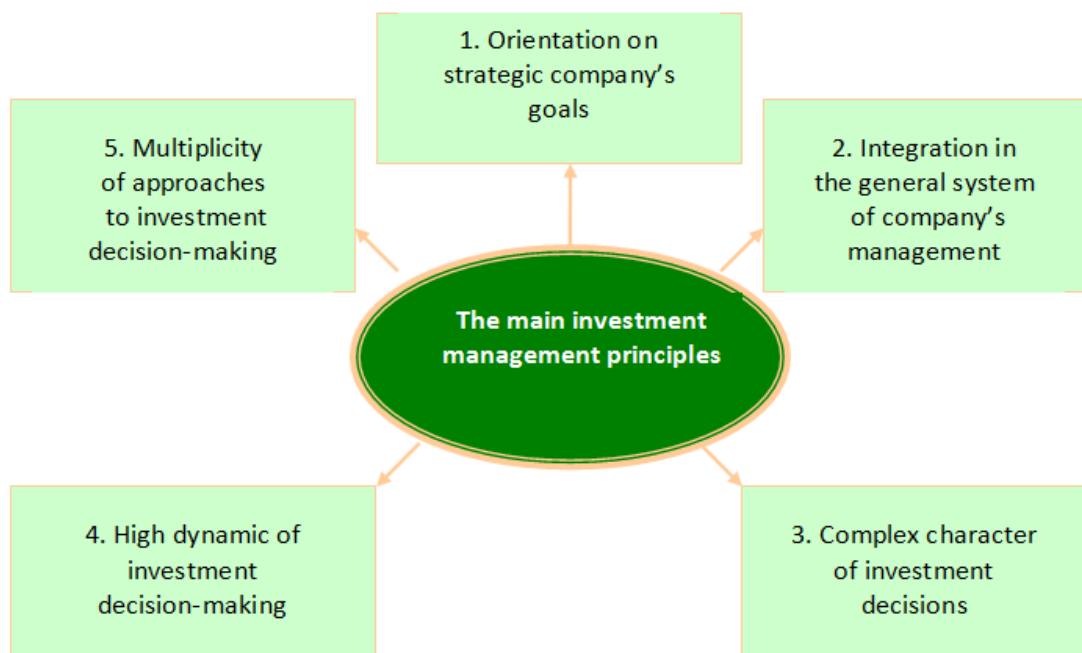 1. Orientation on
strategic company’s
goals
2. Integration in
the general system
of company’s
management
3. Complex character
of investment
decisions
4. High dynamic of
investment
decision-making
5. Multiplicity
of approaches
to investment
decision-making
The main investment
management principles